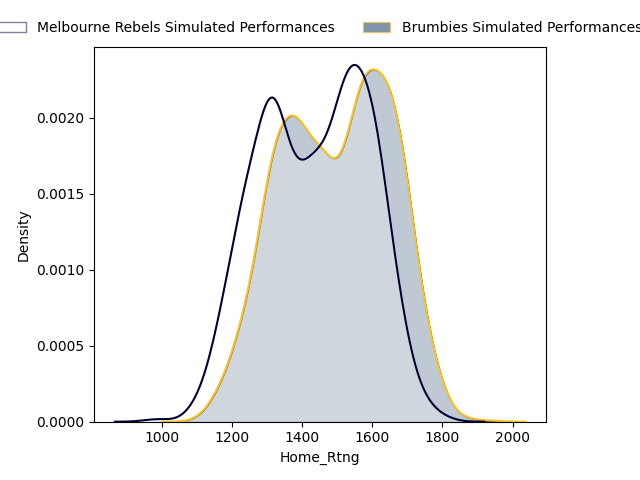 Melbourne Rebels Simulated Performances Brumbies Simulated Performances
0.0020
0.0015
0.0010
0.0005
0.0000
Density
1000 1200 1400 1600 1800 2000
Home_Rtng